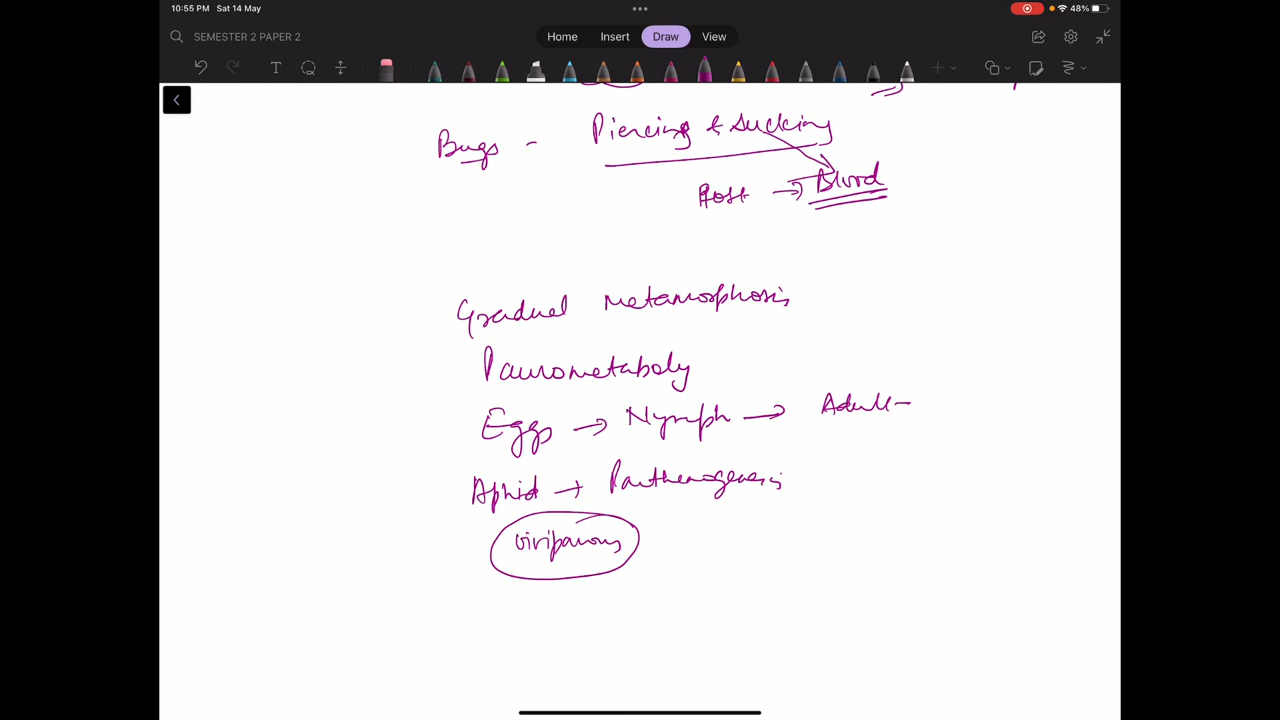 10:55 PM Sat 14 May
48%
SEMESTER 2 PAPER 2
Home Insert Draw View
T
Bugs - Piercing & Sucking
Host → Blood
Gradual metamorphosis
Paurometaboly
Eggs → Nymph → Adult
Aphid → Parthenogenesis
viviparous